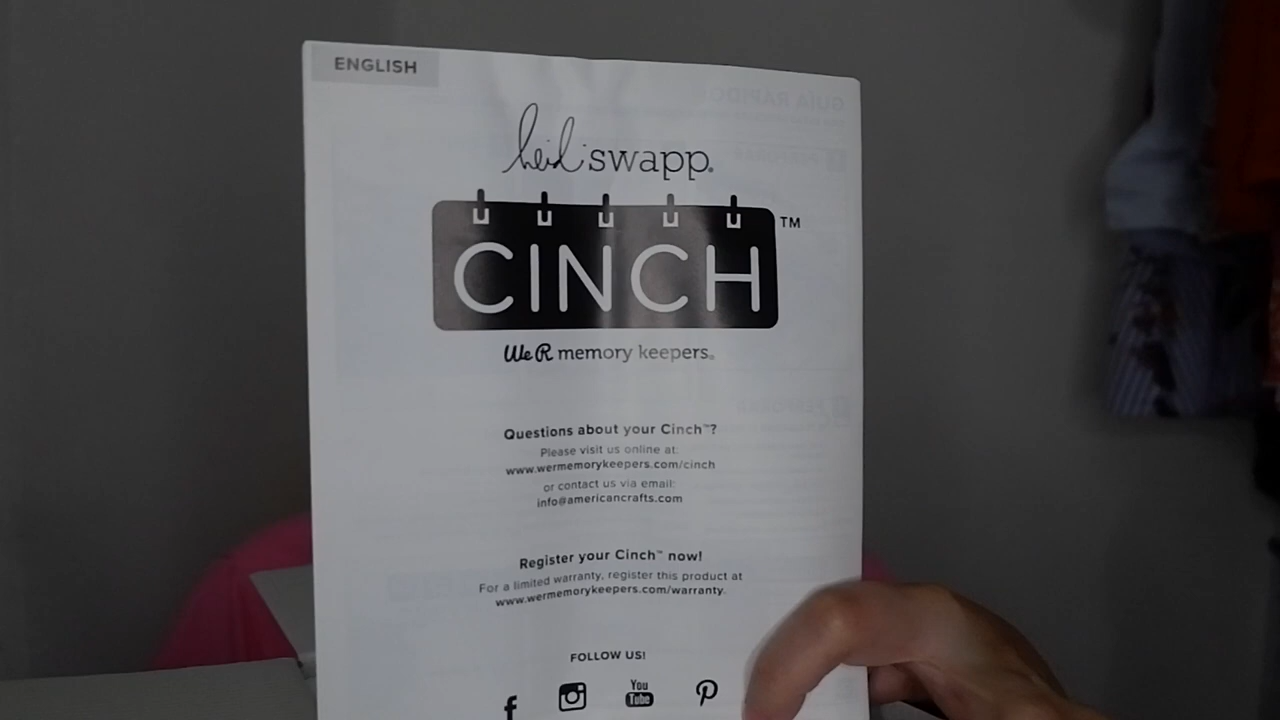 ENGLISH
heidi swapp®
CINCH™
We R memory keepers®
Questions about your Cinch™?
Please visit us online at:
www.wermemorykeepers.com/cinch
or contact us via email:
info@americancrafts.com
Register your Cinch™ now!
For a limited warranty, register this product at
www.wermemorykeepers.com/warranty.
FOLLOW US!
You
Tube